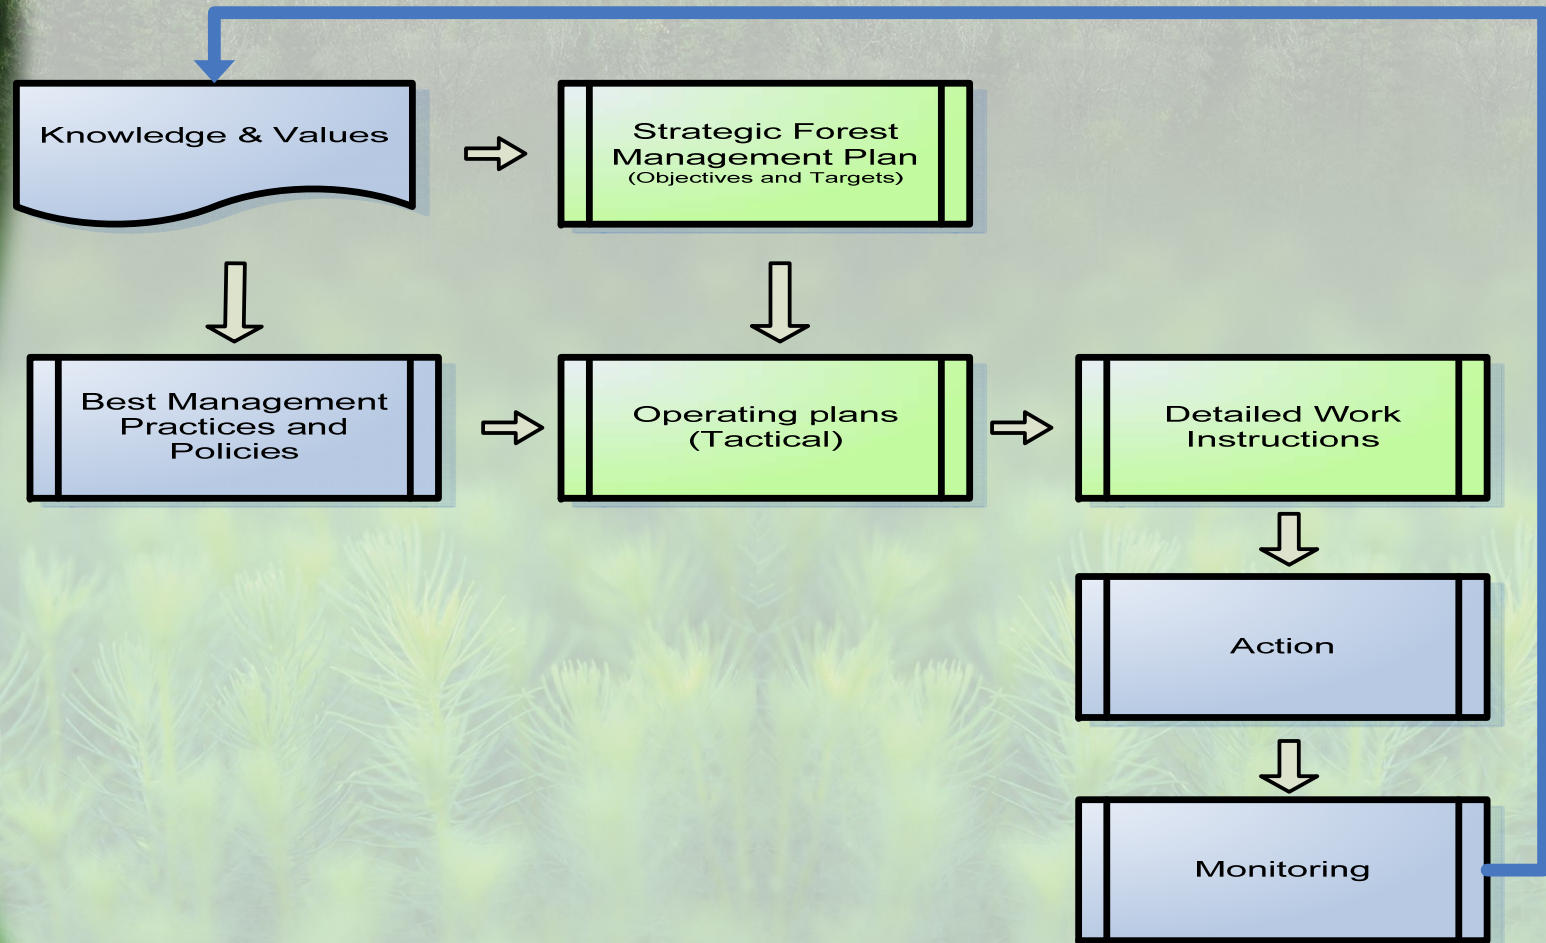 Knowledge & Values
Strategic Forest
Management Plan
(Objectives and Targets)
Best Management
Practices and
Policies
Operating plans
(Tactical)
Detailed Work
Instructions
Action
Monitoring